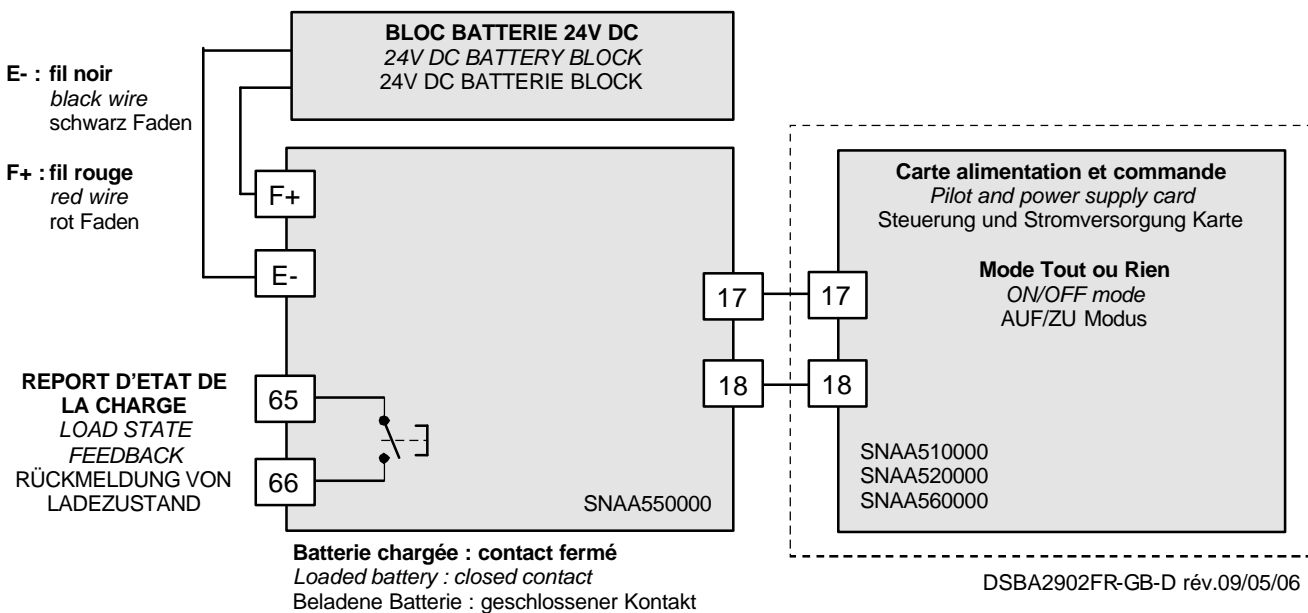 BLOC BATTERIE 24V DC
24V DC BATTERY BLOCK
24V DC BATTERIE BLOCK
E- : fil noir
black wire
schwarz Faden
F+ : fil rouge
red wire
rot Faden
F+
E-
Carte alimentation et commande
Pilot and power supply card
Steuerung und Stromversorgung Karte
Mode Tout ou Rien
ON/OFF mode
AUF/ZU Modus
17
17
18
18
REPORT D'ETAT DE
LA CHARGE
LOAD STATE
FEEDBACK
RÜCKMELDUNG VON
LADEZUSTAND
65
66
SNAA550000
SNAA510000
SNAA520000
SNAA560000
Batterie chargée : contact fermé
Loaded battery : closed contact
Beladene Batterie : geschlossener Kontakt
DSBA2902FR-GB-D rév.09/05/06